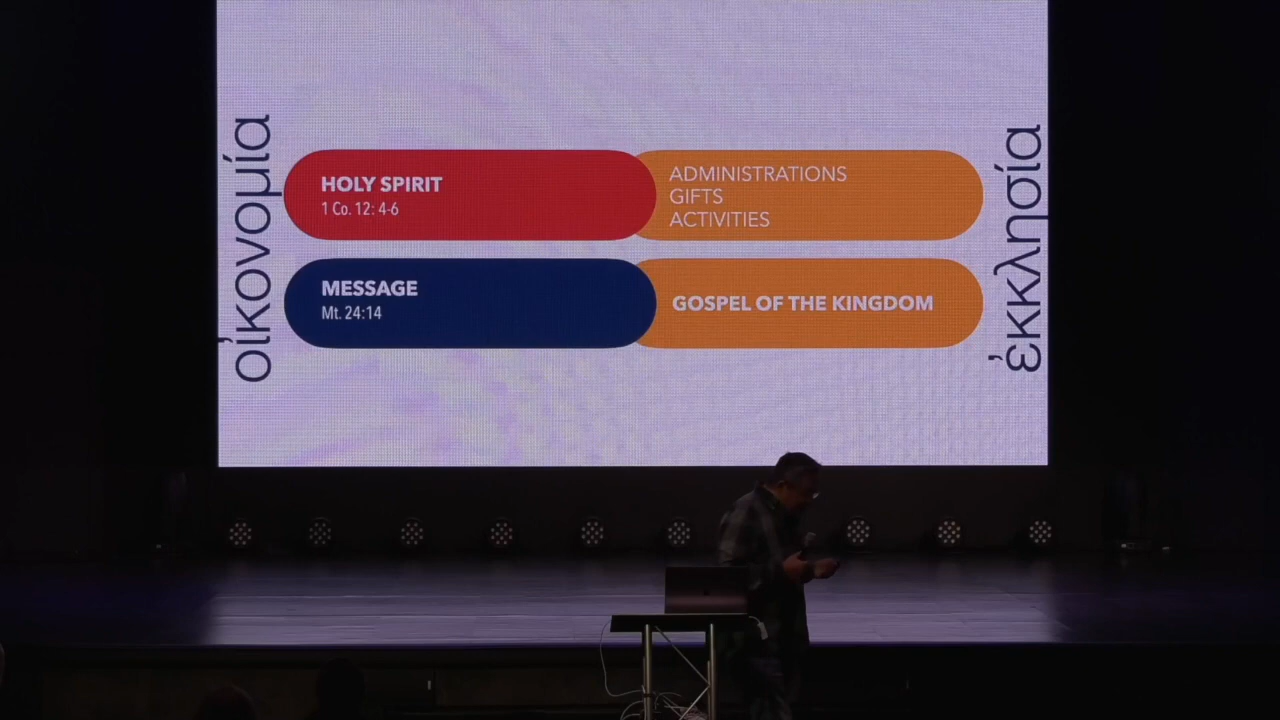 οἰκονομία
HOLY SPIRIT
1 Co. 12: 4-6
ADMINISTRATIONS
GIFTS
ACTIVITIES
MESSAGE
Mt. 24:14
GOSPEL OF THE KINGDOM
ἐκκλησία